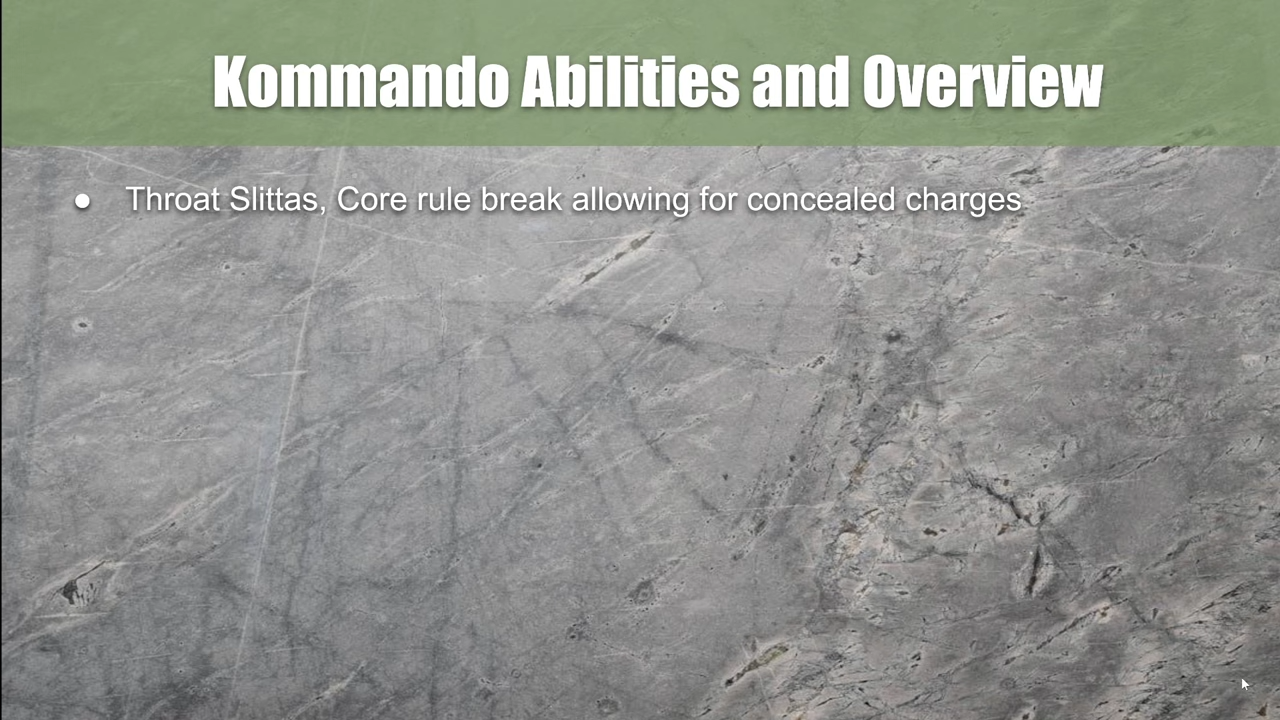 Kommando Abilities and Overview
● Throat Slittas, Core rule break allowing for concealed charges